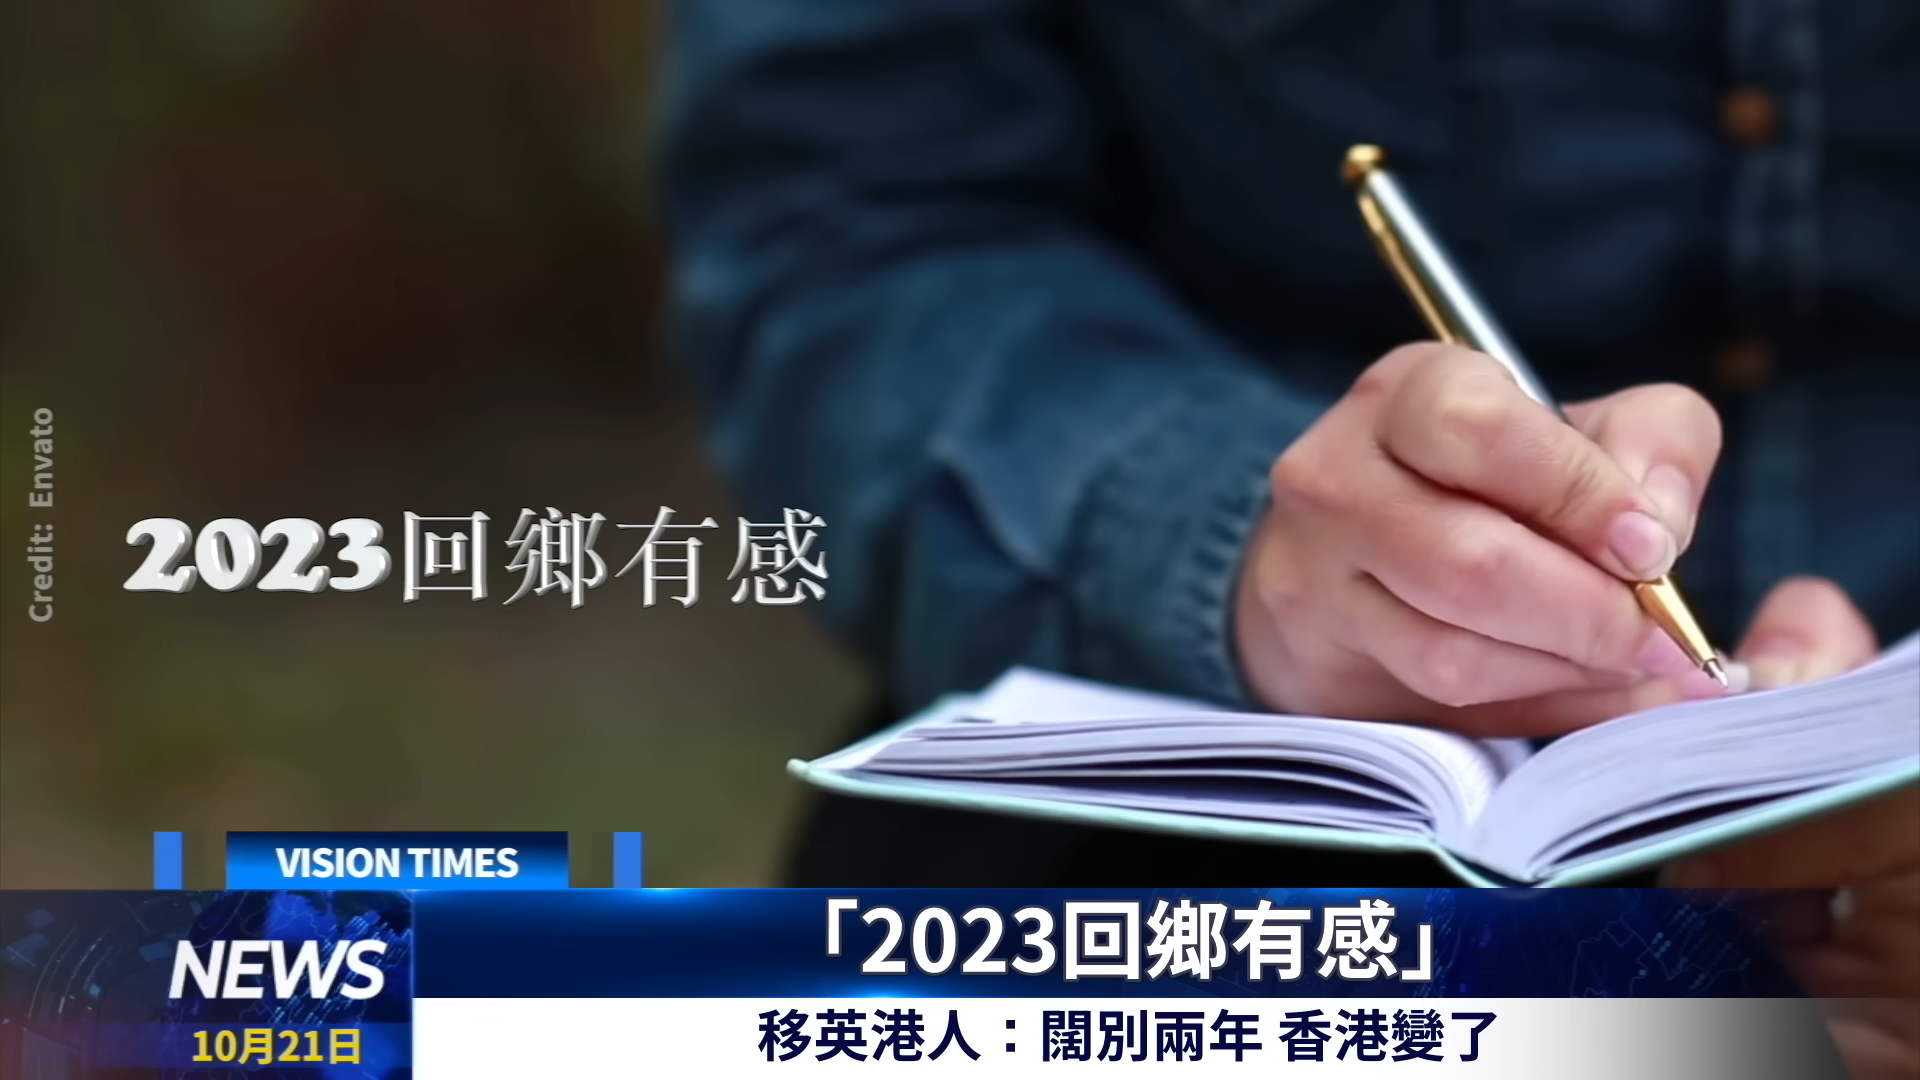 Credit: Envato
2023回鄉有感
VISION TIMES
NEWS
10月21日
「2023回鄉有感」
移英港人：闊別兩年 香港變了